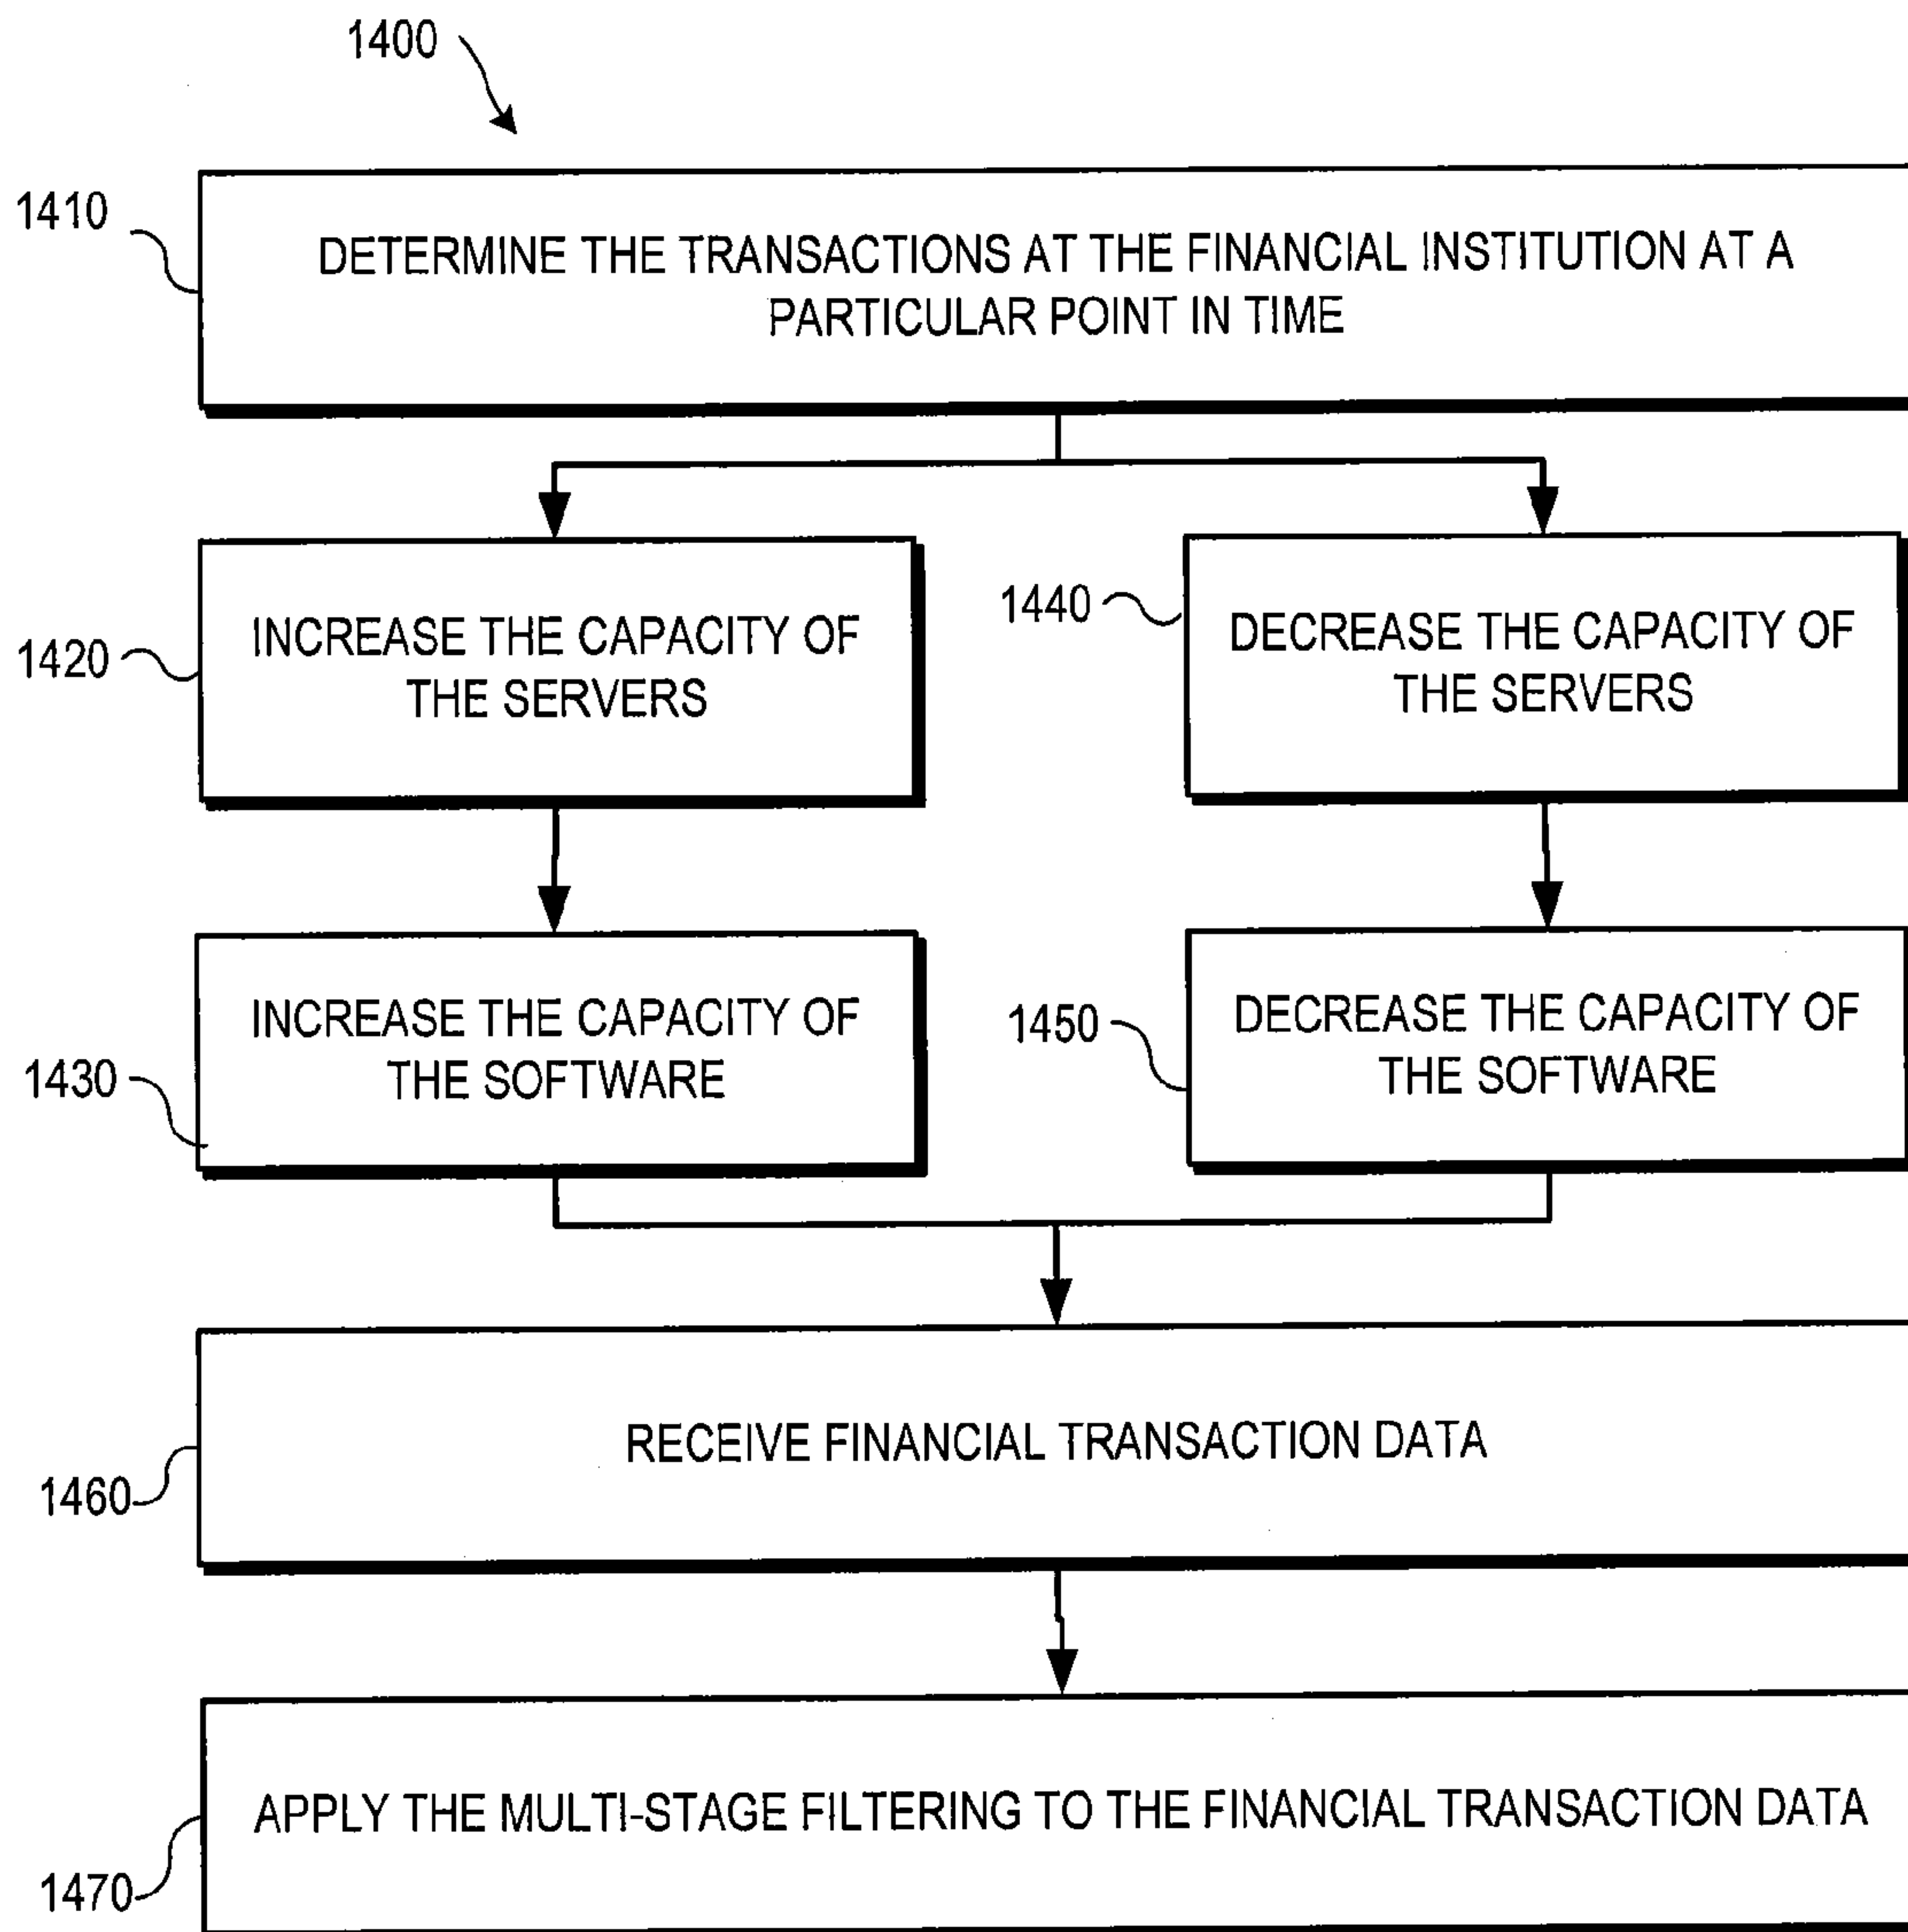 1400
1410
DETERMINE THE TRANSACTIONS AT THE FINANCIAL INSTITUTION AT A
PARTICULAR POINT IN TIME
1420
INCREASE THE CAPACITY OF
THE SERVERS
1440
DECREASE THE CAPACITY OF
THE SERVERS
1430
INCREASE THE CAPACITY OF
THE SOFTWARE
1450
DECREASE THE CAPACITY OF
THE SOFTWARE
1460
RECEIVE FINANCIAL TRANSACTION DATA
1470
APPLY THE MULTI-STAGE FILTERING TO THE FINANCIAL TRANSACTION DATA